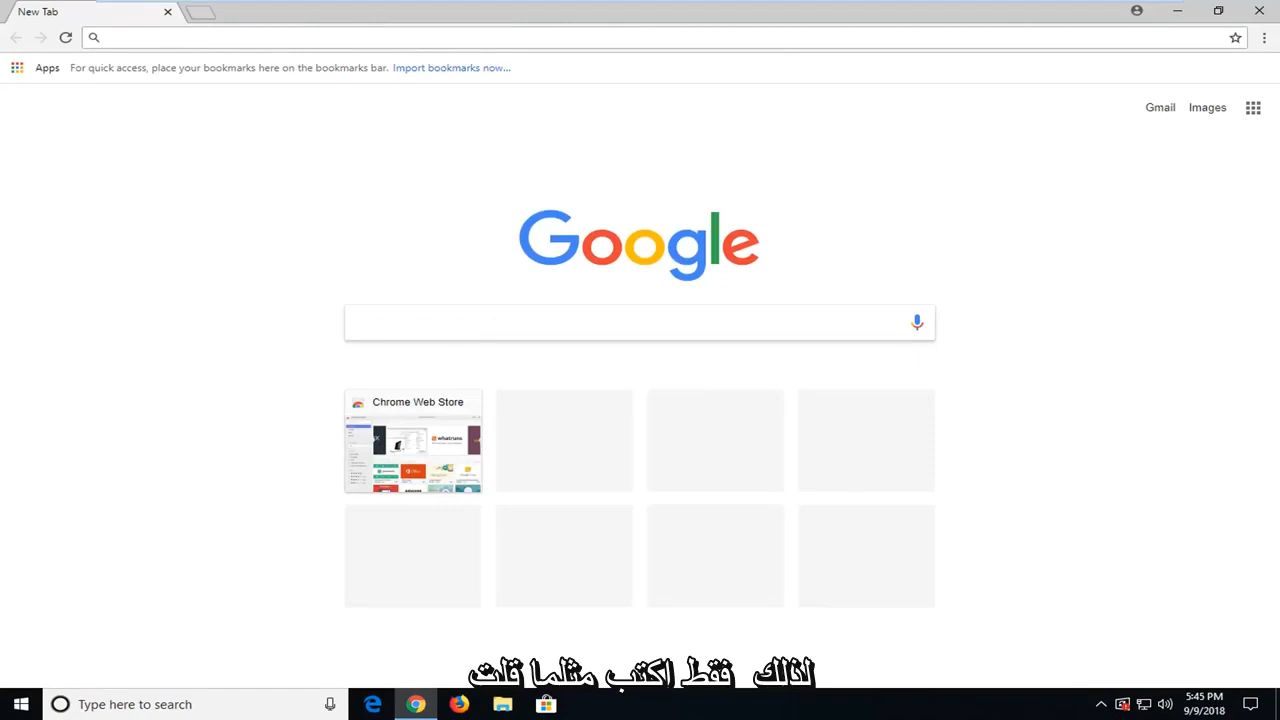 New Tab
Apps For quick access, place your bookmarks here on the bookmarks bar. Import bookmarks now...
Gmail Images
Google
Chrome Web Store
whatruns
لذلك فقط اكتب مثلما قلت
Type here to search
5:45 PM
9/9/2018